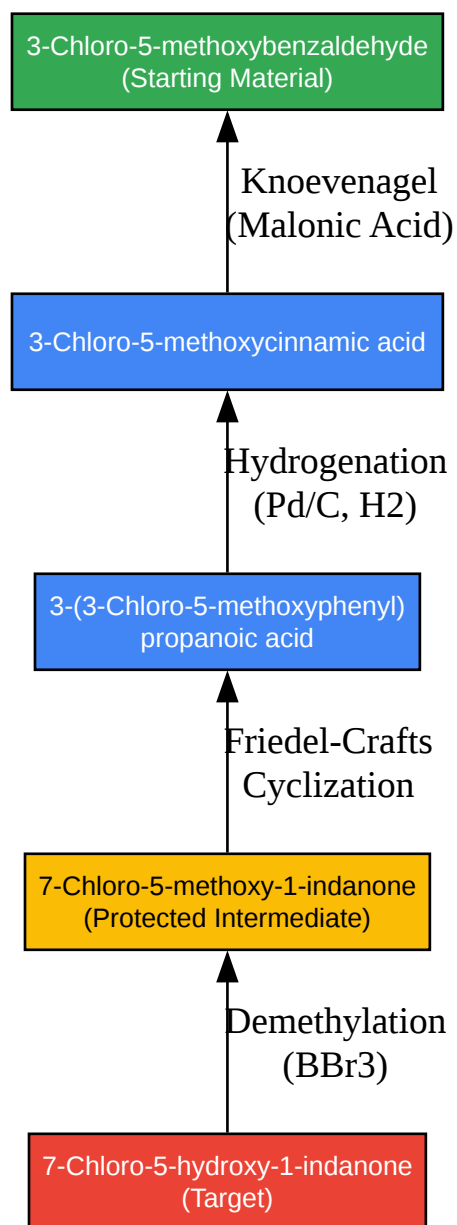 3-Chloro-5-methoxybenzaldehyde
(Starting Material)
Knoevenagel
(Malonic Acid)
3-Chloro-5-methoxycinnamic acid
Hydrogenation
(Pd/C, H2)
3-(3-Chloro-5-methoxyphenyl)
propanoic acid
Friedel-Crafts
Cyclization
7-Chloro-5-methoxy-1-indanone
(Protected Intermediate)
Demethylation
(BBr3)
7-Chloro-5-hydroxy-1-indanone
(Target)